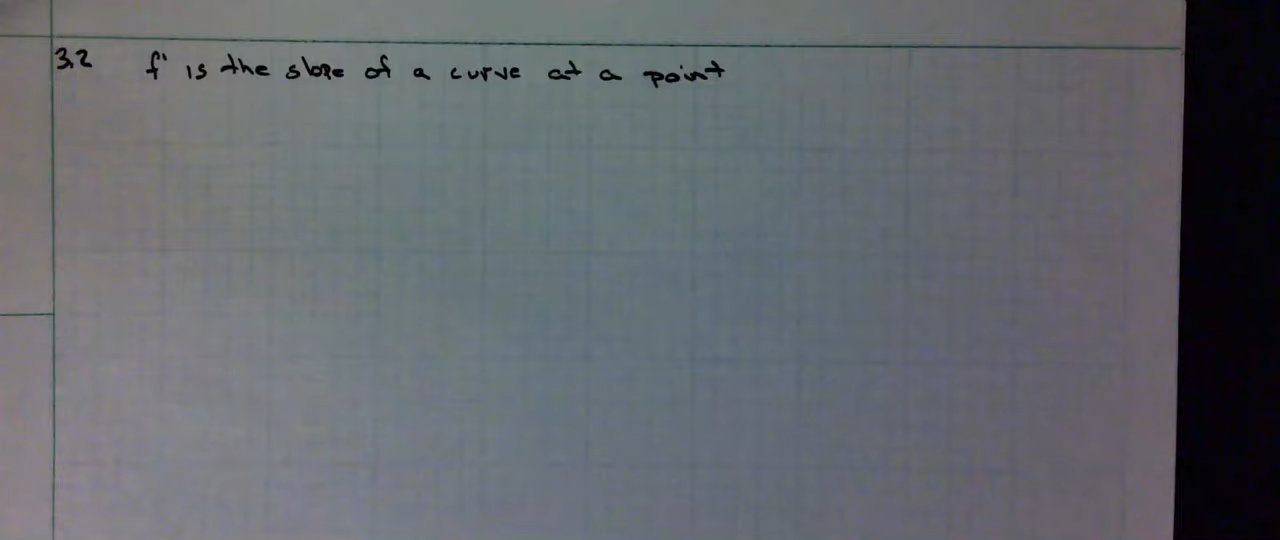 3.2 f' is the slope of a curve at a point